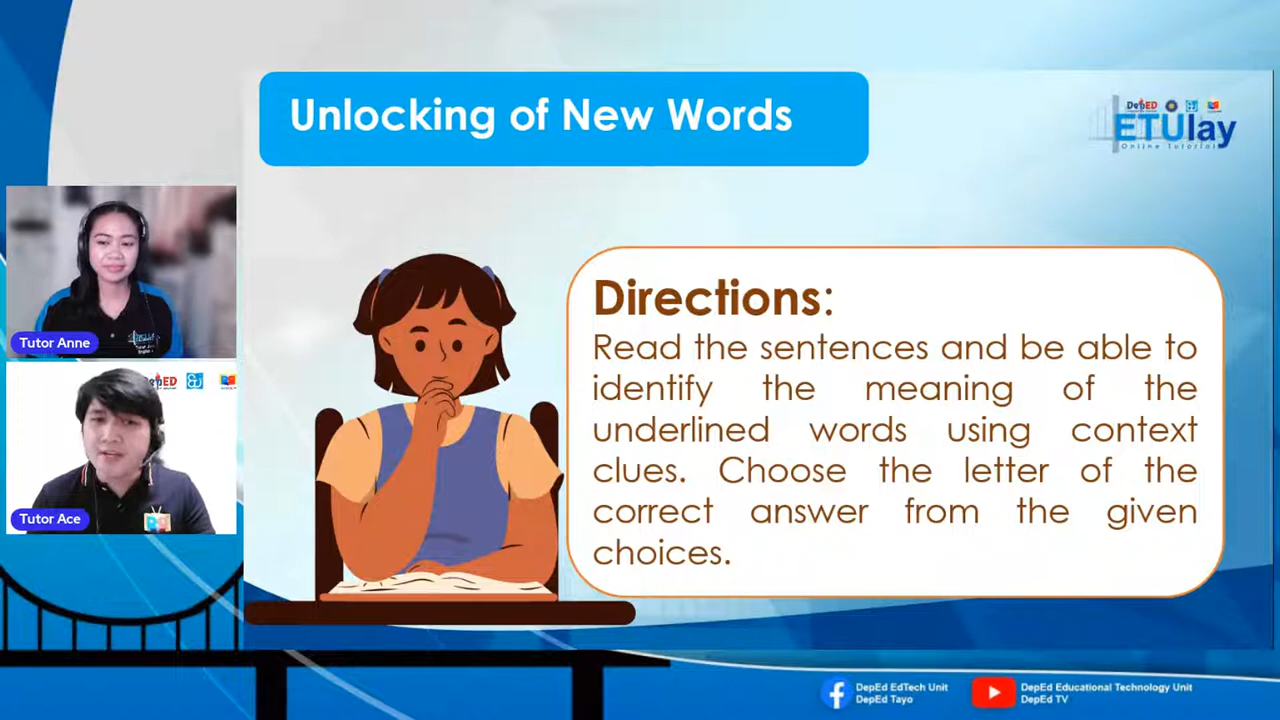 Unlocking of New Words
DepED
ETUlay
Online Tutorial
Directions:
Read the sentences and be able to
identify the meaning of the
underlined words using context
clues. Choose the letter of the
correct answer from the given
choices.
Tutor Anne
DepED
Tutor Ace
DepEd EdTech Unit
DepEd Tayo
DepEd Educational Technology Unit
DepEd TV